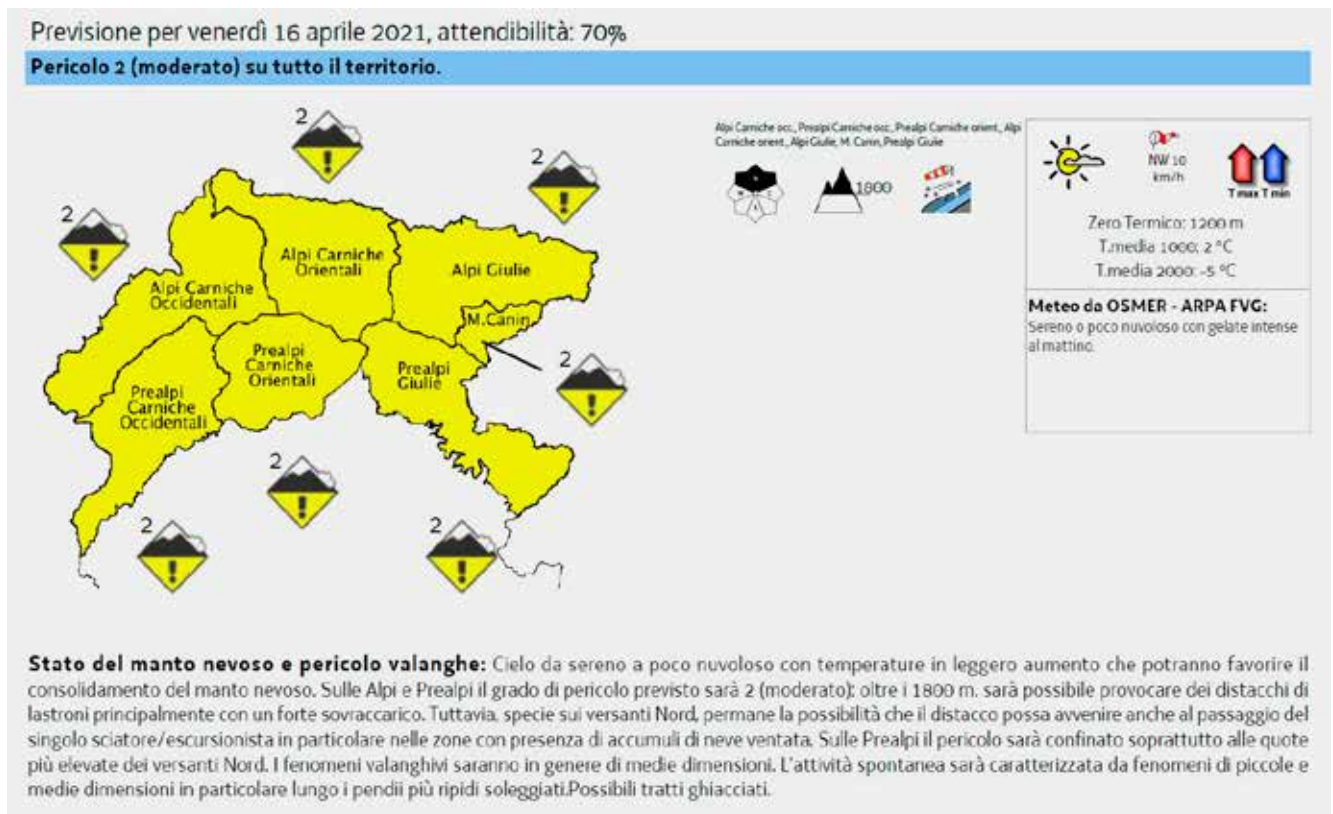 Previsione per venerdì 16 aprile 2021, attendibilità: 70%
Pericolo 2 (moderato) su tutto il territorio.
2
2
2
Alpi Carniche
Orientali
Alpi Giulie
Alpi Carniche
Occidentali
M.Canin
Prealpi
Carniche
Orientali
Prealpi
Giulie
2
Prealpi
Carniche
Occidentali
2
2
2
Alpi Carniche occ., Prealpi Carniche occ., Prealpi Carniche orient., Alpi
Carniche orient., Alpi Giulie, M. Canin, Prealpi Giulie
1800
NW 10
km/h
T max T min
Zero Termico: 1200 m
T.media 1000: 2 °C
T.media 2000: -5 °C
Meteo da OSMER - ARPA FVG:
Sereno o poco nuvoloso con gelate intense
al mattino.
Stato del manto nevoso e pericolo valanghe: Cielo da sereno a poco nuvoloso con temperature in leggero aumento che potranno favorire il
consolidamento del manto nevoso. Sulle Alpi e Prealpi il grado di pericolo previsto sarà 2 (moderato): oltre i 1800 m. sarà possibile provocare dei distacchi di
lastroni principalmente con un forte sovraccarico. Tuttavia, specie sui versanti Nord, permane la possibilità che il distacco possa avvenire anche al passaggio del
singolo sciatore/escursionista in particolare nelle zone con presenza di accumuli di neve ventata. Sulle Prealpi il pericolo sarà confinato soprattutto alle quote
più elevate dei versanti Nord. I fenomeni valanghivi saranno in genere di medie dimensioni. L'attività spontanea sarà caratterizzata da fenomeni di piccole e
medie dimensioni in particolare lungo i pendii più ripidi soleggiati.Possibili tratti ghiacciati.